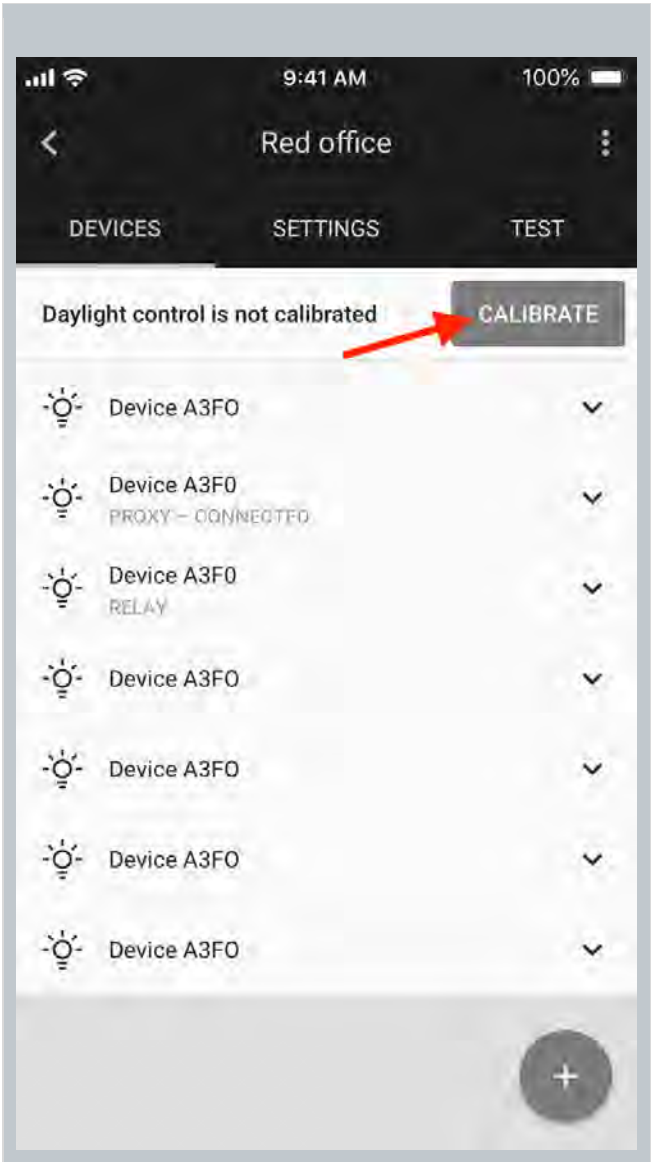 9:41 AM 100%
Red office
DEVICES SETTINGS TEST
Daylight control is not calibrated CALIBRATE
Device A3F0
Device A3F0
PROXY – CONNECTED
Device A3F0
RELAY
Device A3F0
Device A3F0
Device A3F0
Device A3F0